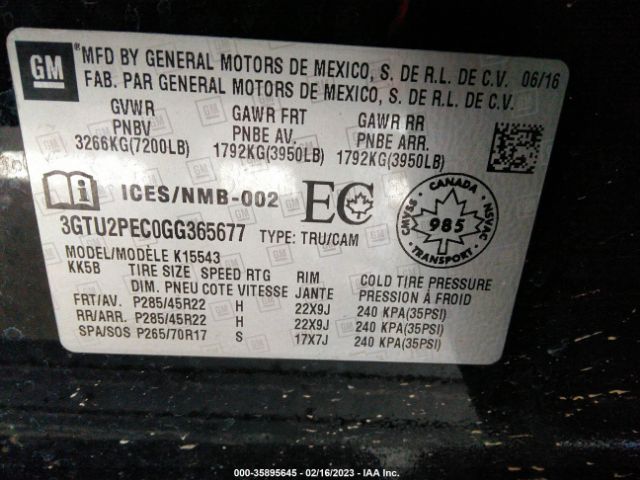 GM
MFD BY GENERAL MOTORS DE MEXICO, S. DE R.L. DE C.V. 06/16
FAB. PAR GENERAL MOTORS DE MEXICO, S. DE R.L. DE C.V.
GVWR GAWR FRT GAWR RR
PNBV PNBE AV. PNBE ARR.
3266KG(7200LB) 1792KG(3950LB) 1792KG(3950LB)
ICES/NMB-002 EC
CANADA
CMVSS 985 NSVAC
TRANSPORT
3GTU2PEC0GG365677 TYPE: TRU/CAM
MODEL/MODÈLE K15543
KK5B TIRE SIZE SPEED RTG RIM COLD TIRE PRESSURE
DIM. PNEU COTE VITESSE JANTE PRESSION À FROID
FRT/AV. P285/45R22 H 22X9J 240 KPA(35PSI)
RR/ARR. P285/45R22 H 22X9J 240 KPA(35PSI)
SPA/SOS P265/70R17 S 17X7J 240 KPA(35PSI)
000-35895645 - 02/16/2023 - IAA Inc.